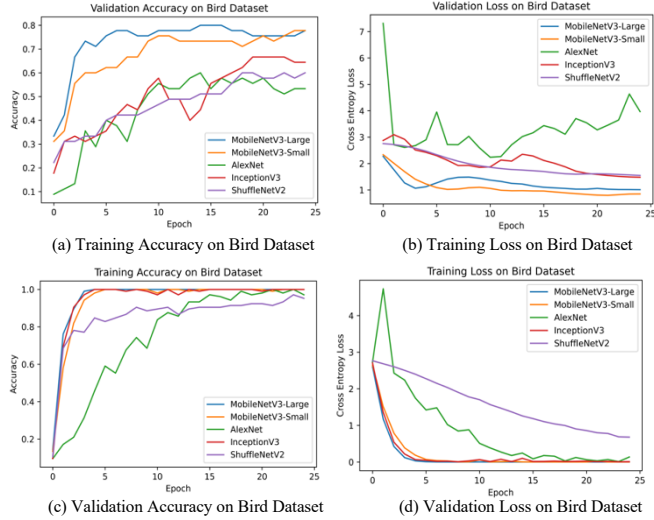 Validation Accuracy on Bird Dataset
0.8
0.7
0.6
0.5
0.4
0.3
0.2
0.1
Accuracy
0 5 10 15 20 25
Epoch
MobileNetV3-Large
MobileNetV3-Small
AlexNet
InceptionV3
ShuffleNetV2
(a) Training Accuracy on Bird Dataset
Validation Loss on Bird Dataset
7
6
5
4
3
2
1
Cross Entropy Loss
0 5 10 15 20 25
Epoch
MobileNetV3-Large
MobileNetV3-Small
AlexNet
InceptionV3
ShuffleNetV2
(b) Training Loss on Bird Dataset
Training Accuracy on Bird Dataset
1.0
0.8
0.6
0.4
0.2
Accuracy
0 5 10 15 20 25
Epoch
MobileNetV3-Large
MobileNetV3-Small
AlexNet
InceptionV3
ShuffleNetV2
(c) Validation Accuracy on Bird Dataset
Training Loss on Bird Dataset
4
3
2
1
0
Cross Entropy Loss
0 5 10 15 20 25
Epoch
MobileNetV3-Large
MobileNetV3-Small
AlexNet
InceptionV3
ShuffleNetV2
(d) Validation Loss on Bird Dataset